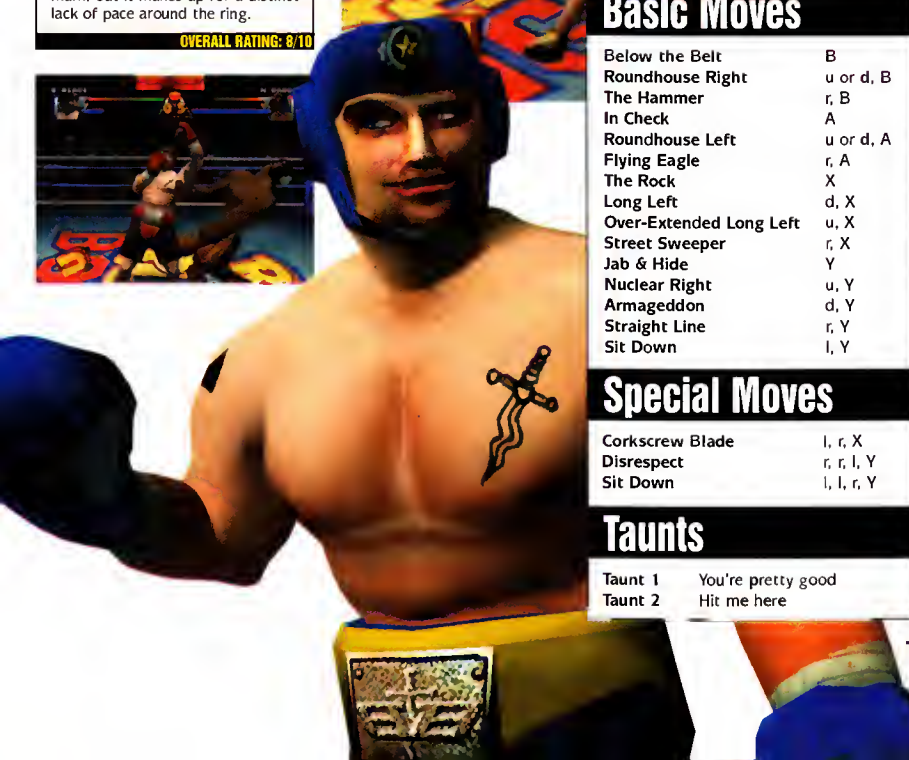 lack of pace around the ring.
OVERALL RATING: 8/10
Basic Moves
Below the Belt B
Roundhouse Right u or d, B
The Hammer r, B
In Check A
Roundhouse Left u or d, A
Flying Eagle r, A
The Rock X
Long Left d, X
Over-Extended Long Left u, X
Street Sweeper r, X
Jab & Hide Y
Nuclear Right u, Y
Armageddon d, Y
Straight Line r, Y
Sit Down l, Y
Special Moves
Corkscrew Blade l, r, X
Disrespect r, r, l, Y
Sit Down l, l, r, Y
Taunts
Taunt 1 You're pretty good
Taunt 2 Hit me here